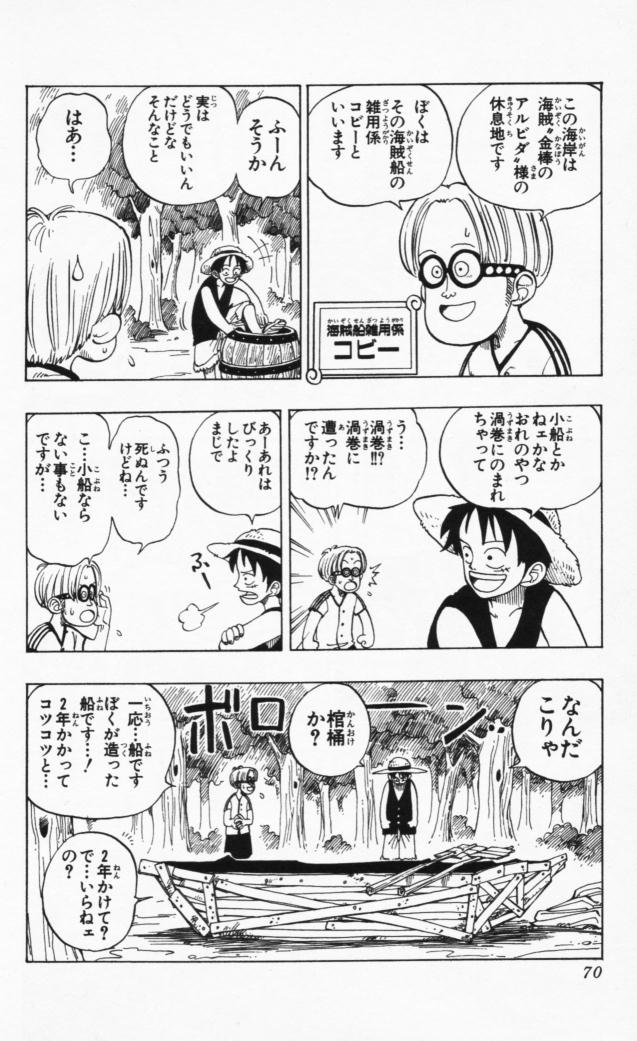 この海岸は
海賊〝金棒の
アルビダ〟様の
休息地です
ぼくは
その海賊船の
雑用係
コビーと
いいます
海賊船雑用係
コビー
ふーん
そうか
実は
どうでもいいん
だけどな
そんなこと
はあ…
小船とか
ねェかな
おれのやつ
渦巻にのまれ
ちゃって
う…
渦巻!!?
渦巻に
遭ったん
ですか!?
あーあれは
びっくり
したよ
まじで
ふつう
死ぬんです
けどね…
こ…小船なら
ない事もない
ですが…
ふー
なんだ
こりゃ
棺桶
か?
ボローン
一応…船です
ぼくが造った
船です…!
2年かかって
コツコツと…
2年かけて?
で…いらねェ
の?
70